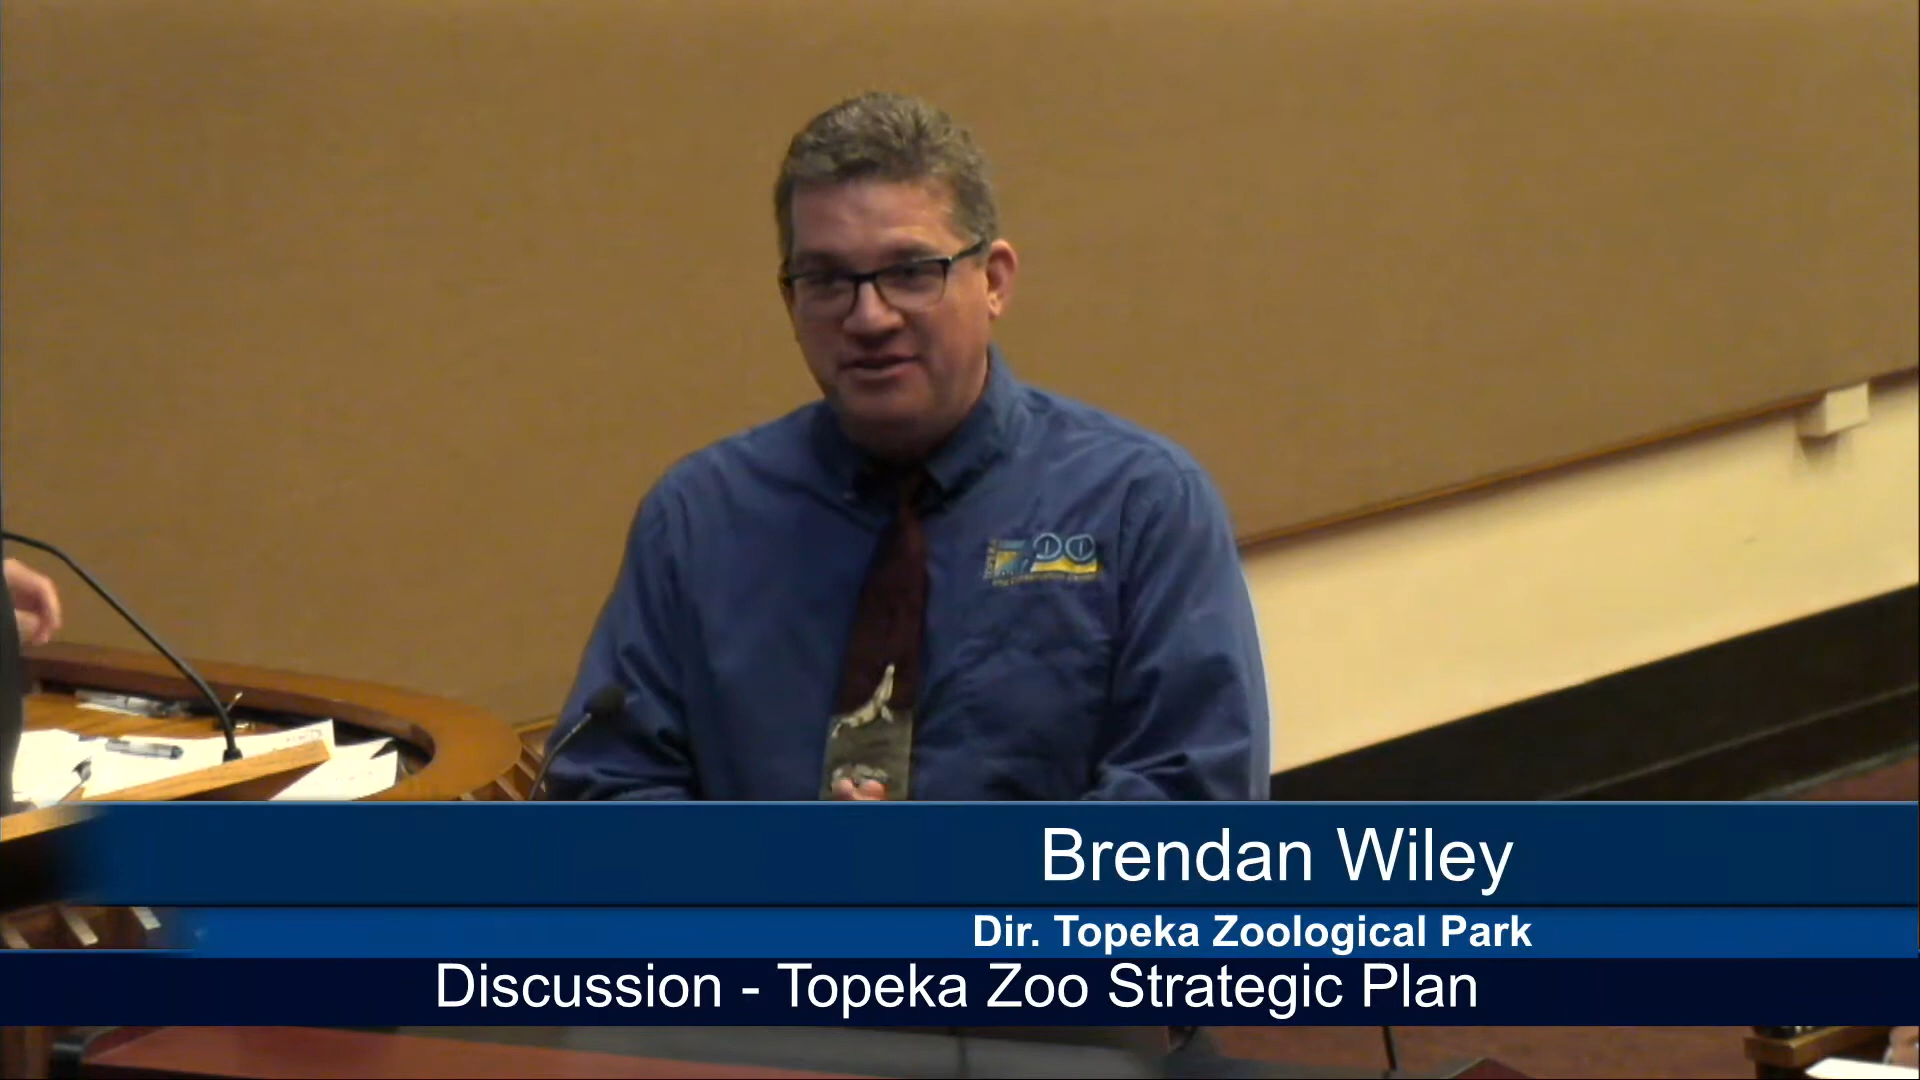 Brendan Wiley
Dir. Topeka Zoological Park
Discussion - Topeka Zoo Strategic Plan